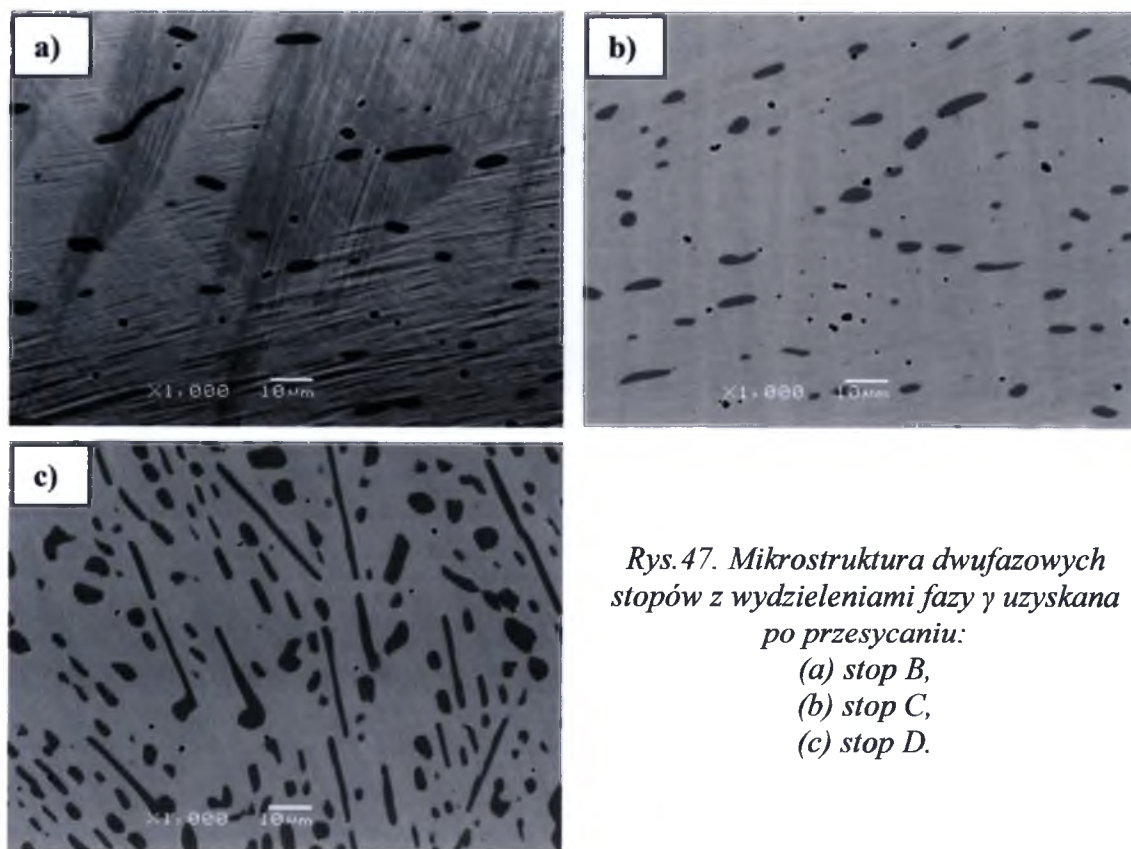 a)
X1,000 10µm
b)
X1,000 10µm
c)
X1,000 10µm
Rys.47. Mikrostruktura dwufazowych
stopów z wydzieleniami fazy γ uzyskana
po przesycaniu:
(a) stop B,
(b) stop C,
(c) stop D.